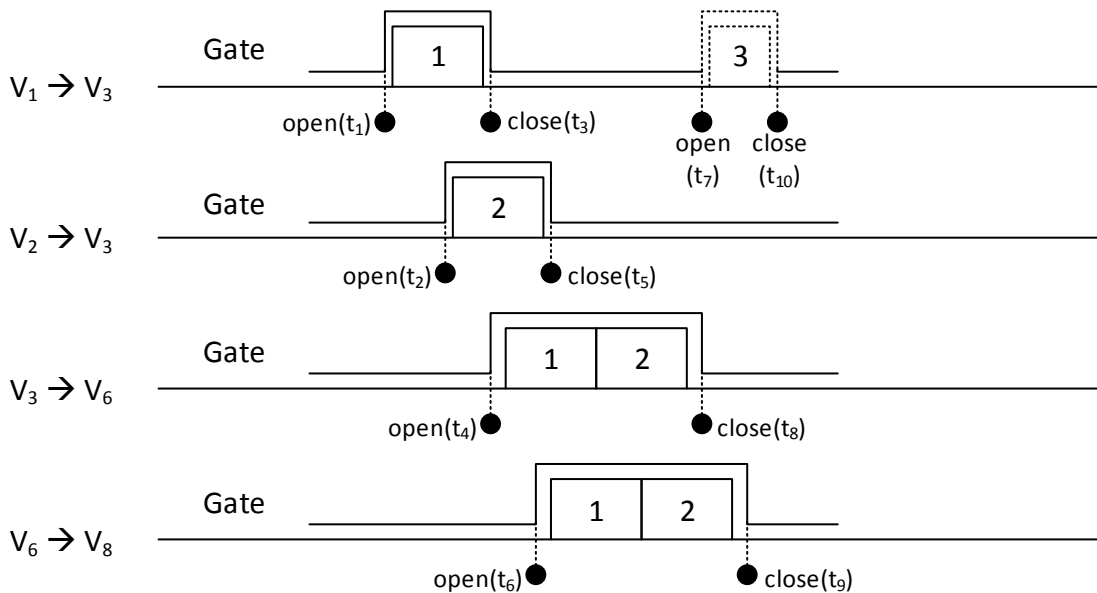 Gate
1
3
V₁ → V₃
open(t₁)
close(t₃)
open
(t₇)
close
(t₁₀)
Gate
2
V₂ → V₃
open(t₂)
close(t₅)
Gate
1
2
V₃ → V₆
open(t₄)
close(t₈)
Gate
1
2
V₆ → V₈
open(t₆)
close(t₉)